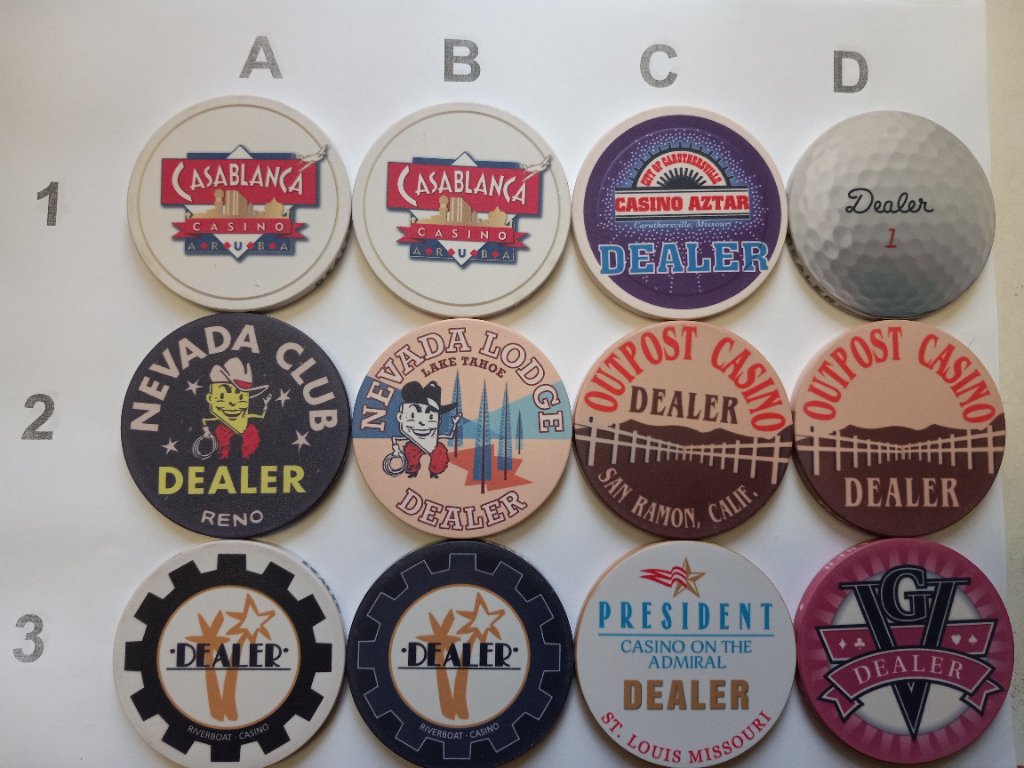 A B C D
1
CASABLANCA
CASINO
ARUBA
CASABLANCA
CASINO
ARUBA
CITY OF CARUTHERSVILLE
CASINO AZTAR
Caruthersville, Missouri
DEALER
Dealer
1
2
NEVADA CLUB
DEALER
RENO
NEVADA LODGE
LAKE TAHOE
DEALER
OUTPOST CASINO
DEALER
SAN RAMON, CALIF.
OUTPOST CASINO
DEALER
3
·DEALER·
RIVERBOAT · CASINO
·DEALER·
RIVERBOAT · CASINO
PRESIDENT
CASINO ON THE
ADMIRAL
DEALER
ST. LOUIS MISSOURI
GV
DEALER